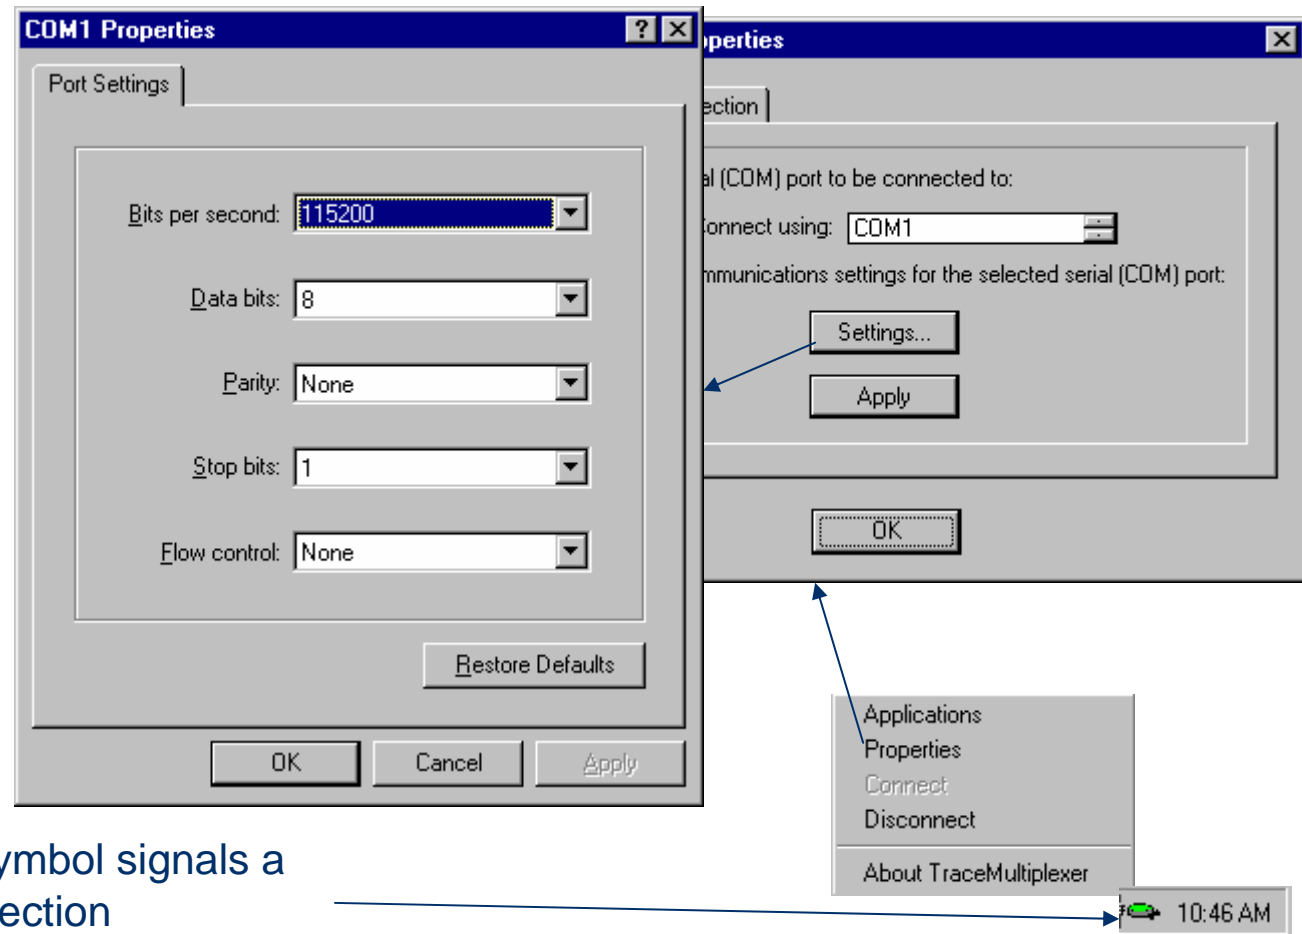 COM1 Properties
Port Settings
Bits per second: 115200
Data bits: 8
Parity: None
Stop bits: 1
Flow control: None
Restore Defaults
OK Cancel Apply
perties
ection
al (COM) port to be connected to:
onnect using: COM1
mmunications settings for the selected serial (COM) port:
Settings...
Apply
OK
Applications
Properties
Connect
Disconnect
About TraceMultiplexer
10:46 AM
ymbol signals a
ection